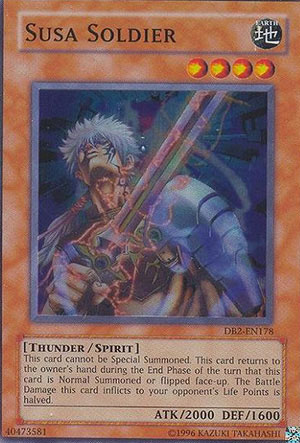 SUSA SOLDIER
EARTH
地
DB2-EN178
[THUNDER/SPIRIT]
This card cannot be Special Summoned. This card returns to
the owner's hand during the End Phase of the turn that this
card is Normal Summoned or flipped face-up. The Battle
Damage this card inflicts to your opponent's Life Points is
halved.
ATK/2000 DEF/1600
40473581
©1996 KAZUKI TAKAHASHI